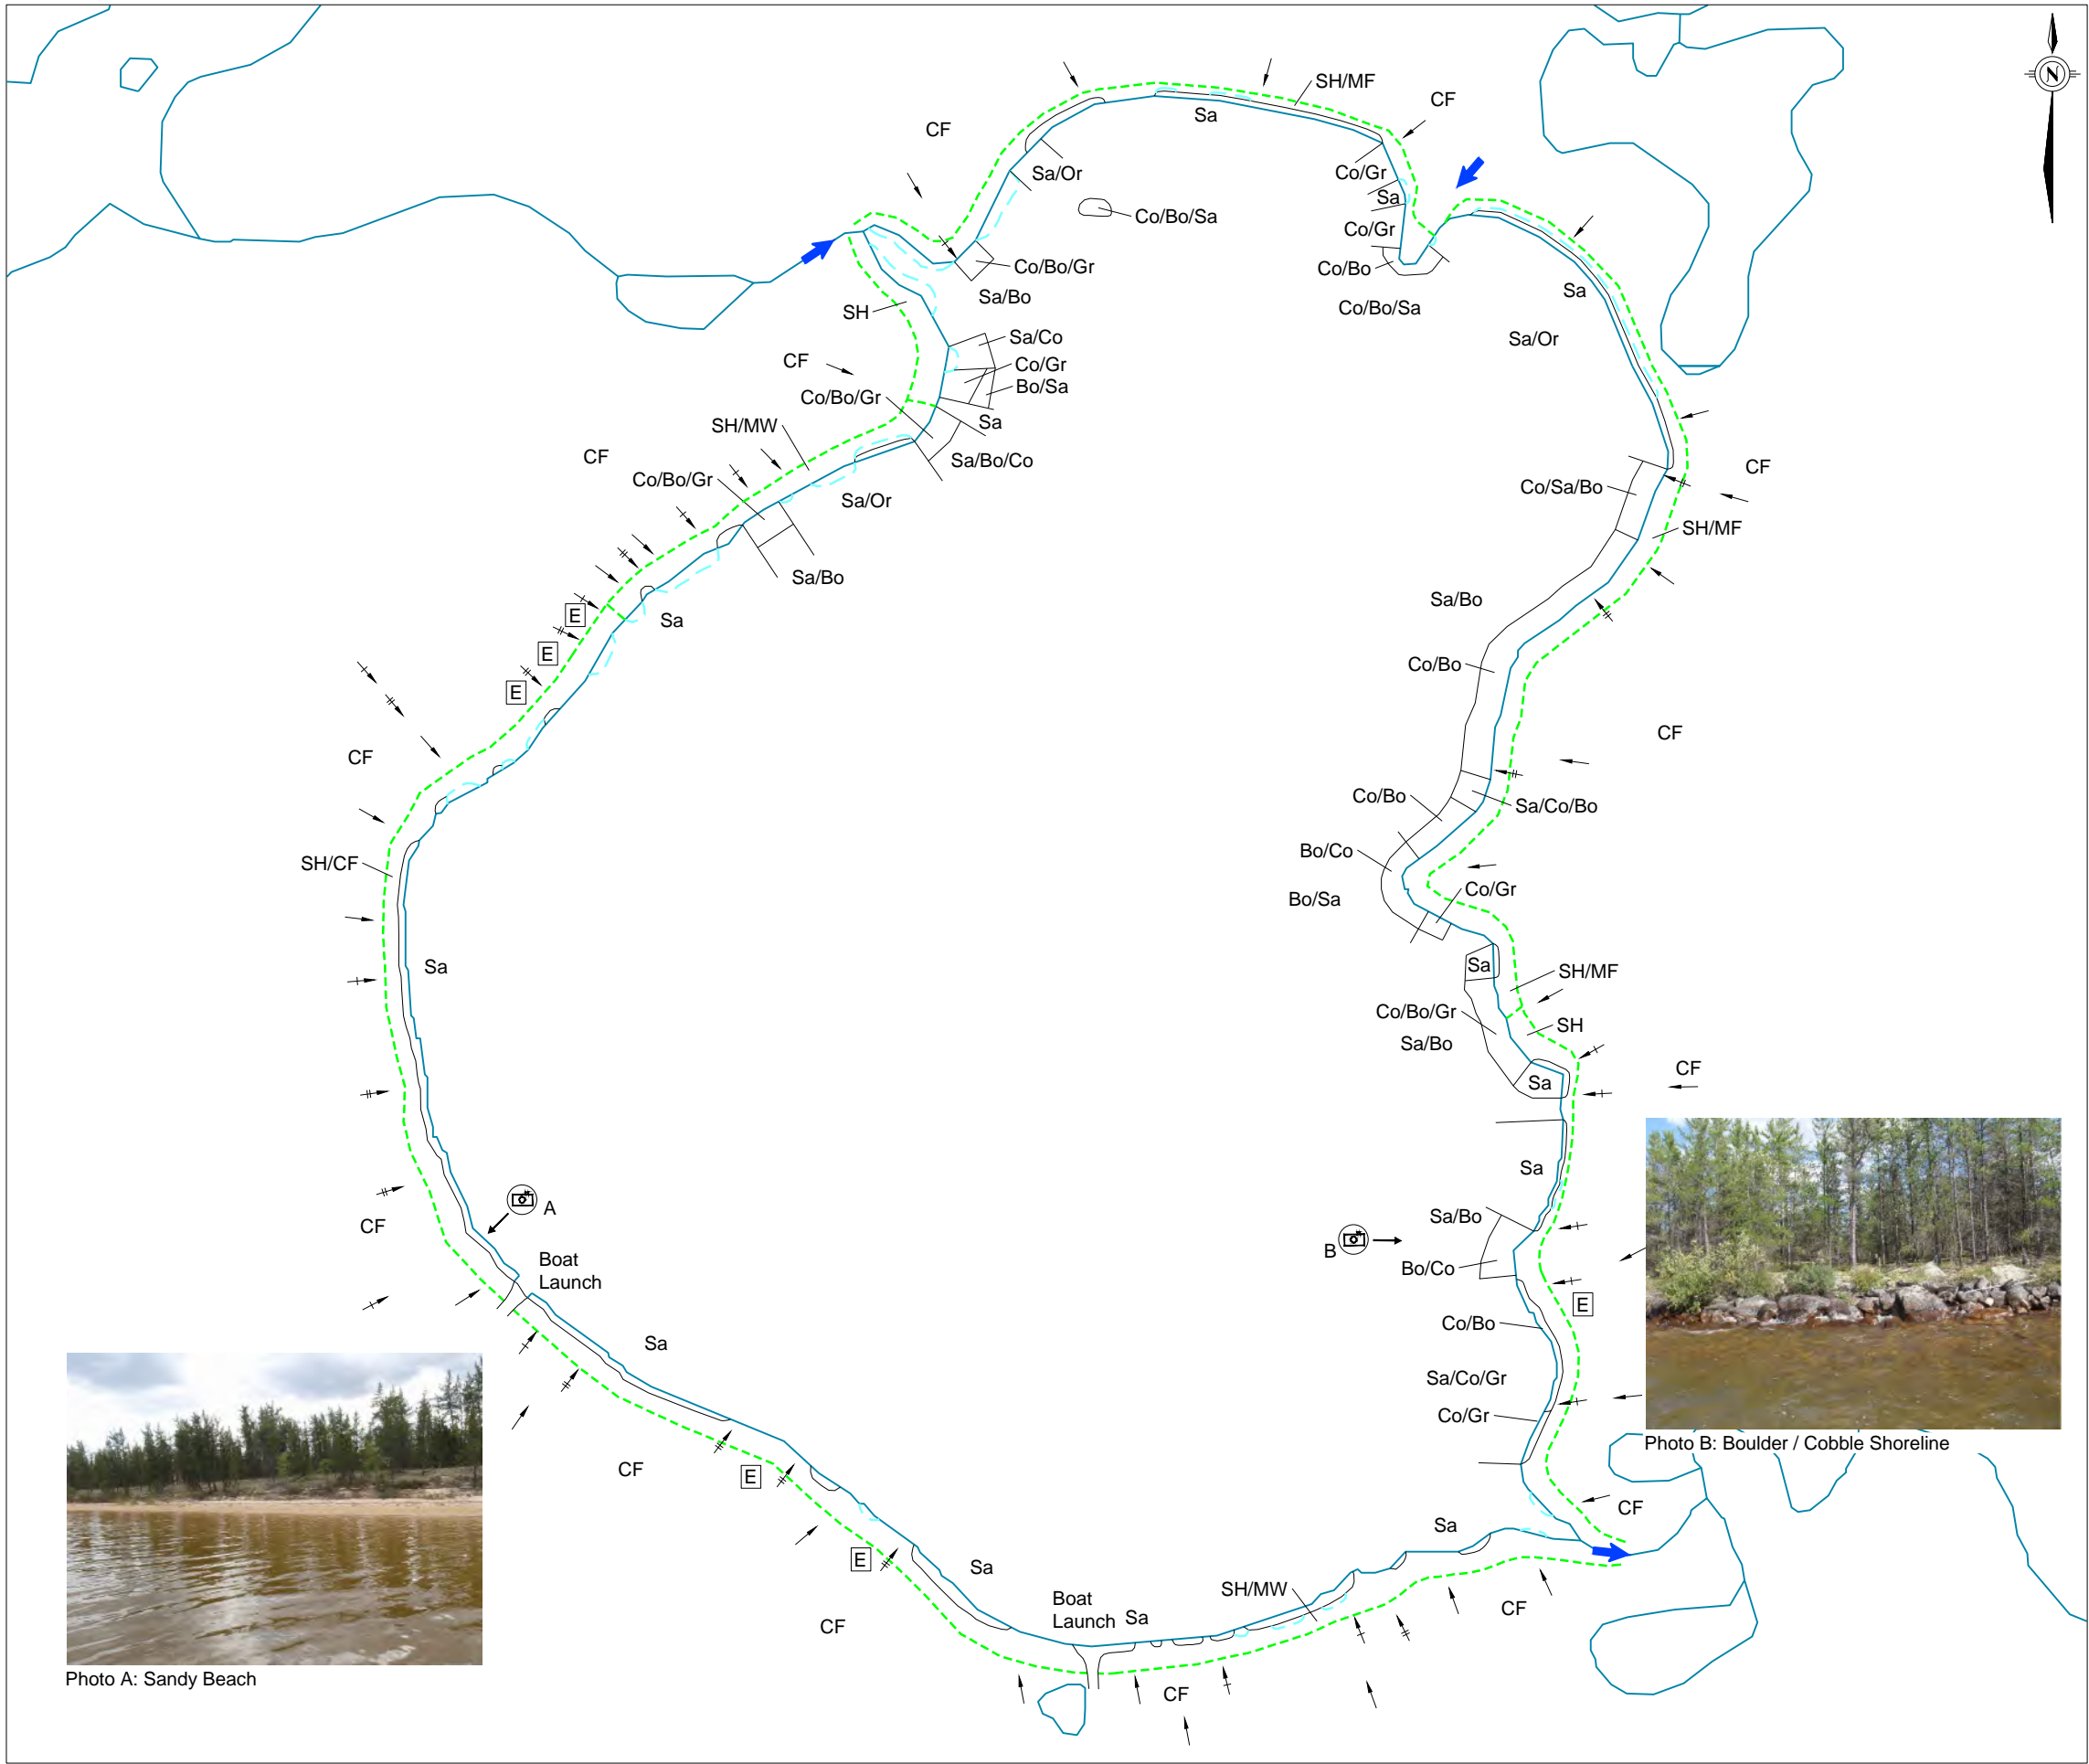 N
SH/MF
CF
Sa
CF
Sa/Or
Co/Gr
Sa
Co/Bo/Sa
Co/Gr
Co/Bo/Gr
Co/Bo
Sa/Bo
Sa
Co/Bo/Sa
SH
Sa/Co
Sa/Or
CF
Co/Gr
Bo/Sa
Co/Bo/Gr
Sa
SH/MW
CF
Sa/Bo/Co
CF
Co/Bo/Gr
Co/Sa/Bo
Sa/Or
SH/MF
Sa/Bo
Sa/Bo
E
Sa
E
Co/Bo
E
CF
CF
Co/Bo
Sa/Co/Bo
Bo/Co
SH/CF
Co/Gr
Bo/Sa
Sa
Sa
SH/MF
Co/Bo/Gr
SH
Sa/Bo
CF
Sa
Sa
A
Sa/Bo
CF
B
Boat
Launch
Bo/Co
E
Co/Bo
Sa
Sa/Co/Gr
Co/Gr
Photo B: Boulder / Cobble Shoreline
CF
E
CF
Sa
E
Sa
SH/MW
Boat
Launch
Sa
CF
CF
Photo A: Sandy Beach
CF